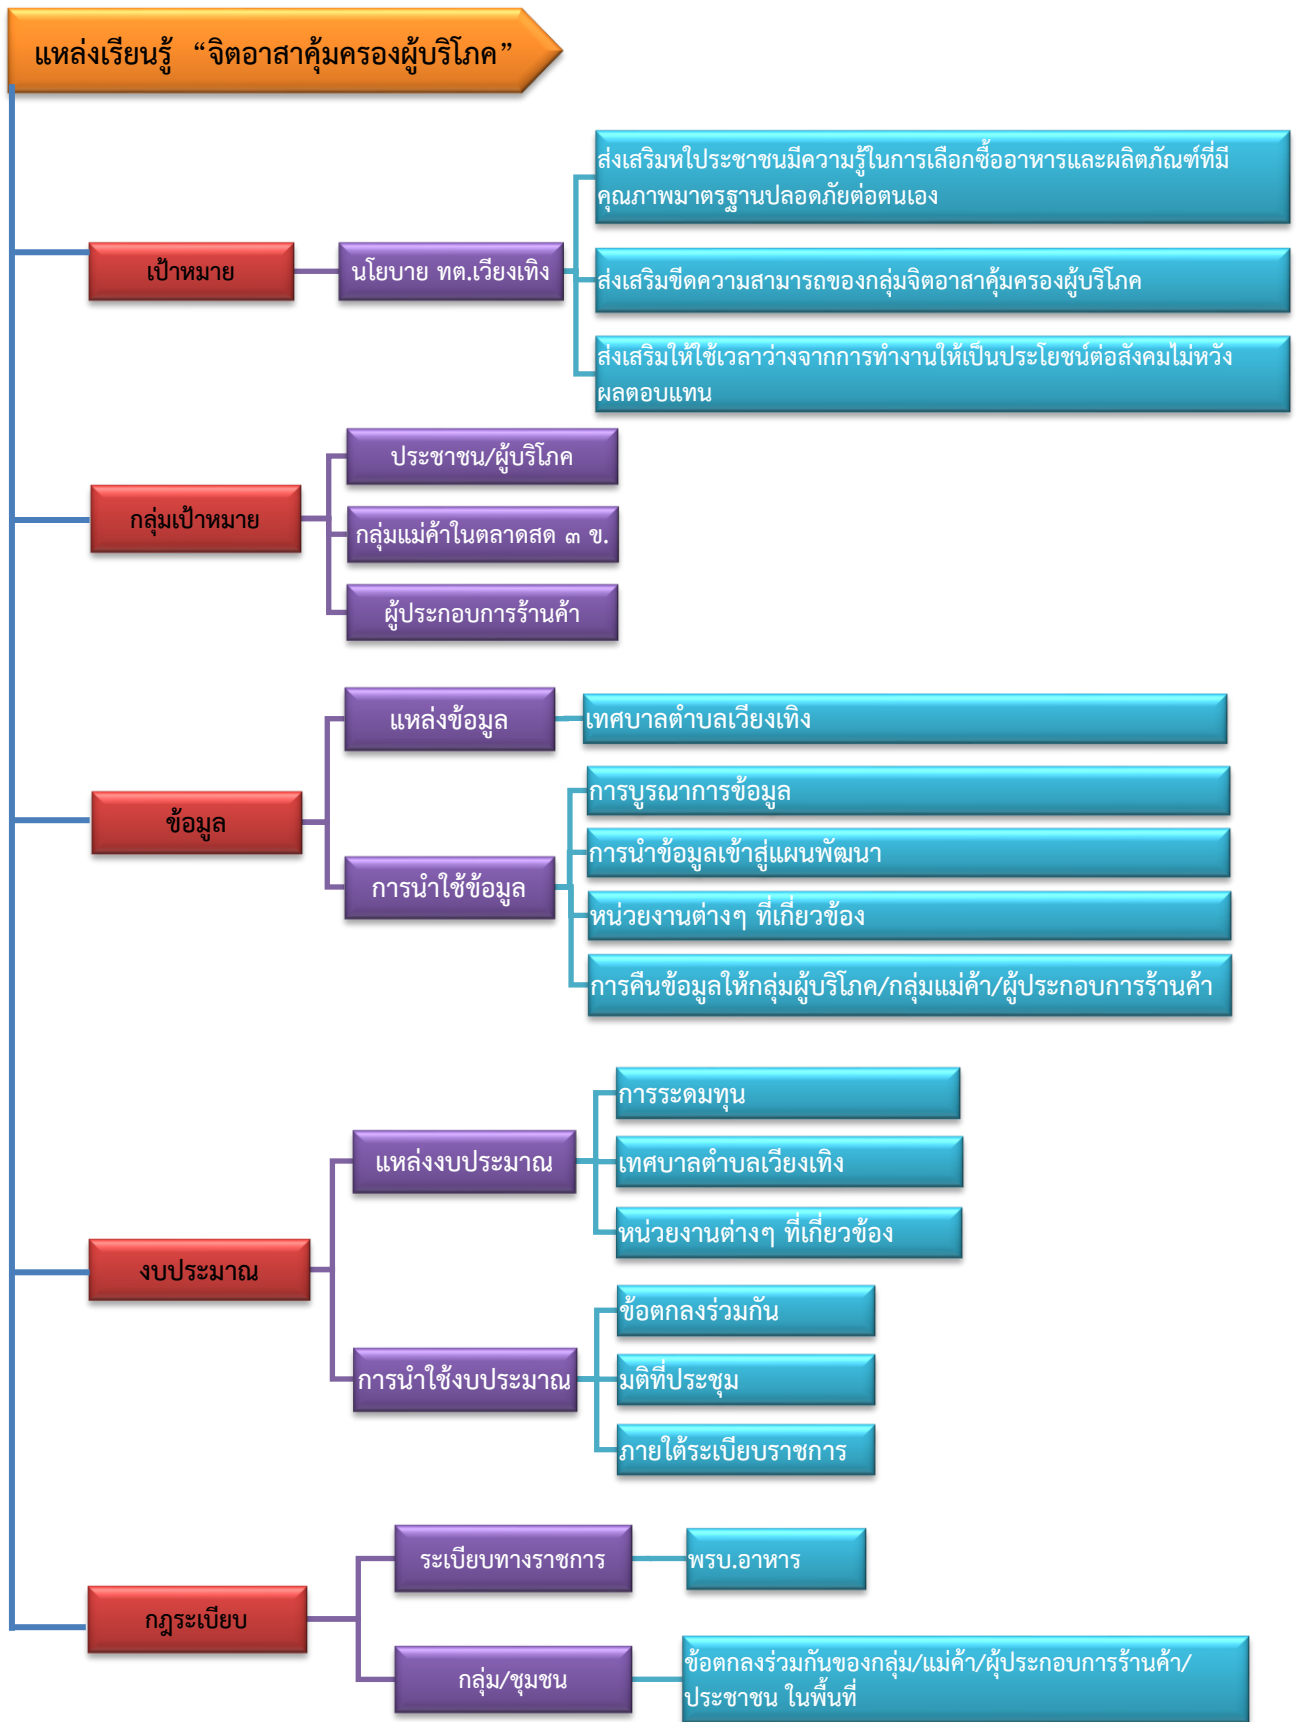 แหล่งเรียนรู้ “จิตอาสาคุ้มครองผู้บริโภค”
เป้าหมาย
นโยบาย ทต.เวียงเทิง
ส่งเสริมหใประชาชนมีความรู้ในการเลือกซื้ออาหารและผลิตภัณฑ์ที่มี
คุณภาพมาตรฐานปลอดภัยต่อตนเอง
ส่งเสริมขีดความสามารถของกลุ่มจิตอาสาคุ้มครองผู้บริโภค
ส่งเสริมให้ใช้เวลาว่างจากการทำงานให้เป็นประโยชน์ต่อสังคมไม่หวัง
ผลตอบแทน
กลุ่มเป้าหมาย
ประชาชน/ผู้บริโภค
กลุ่มแม่ค้าในตลาดสด ๓ ข.
ผู้ประกอบการร้านค้า
ข้อมูล
แหล่งข้อมูล
เทศบาลตำบลเวียงเทิง
การนำใช้ข้อมูล
การบูรณาการข้อมูล
การนำข้อมูลเข้าสู่แผนพัฒนา
หน่วยงานต่างๆ ที่เกี่ยวข้อง
การคืนข้อมูลให้กลุ่มผู้บริโภค/กลุ่มแม่ค้า/ผู้ประกอบการร้านค้า
งบประมาณ
แหล่งงบประมาณ
การระดมทุน
เทศบาลตำบลเวียงเทิง
หน่วยงานต่างๆ ที่เกี่ยวข้อง
การนำใช้งบประมาณ
ข้อตกลงร่วมกัน
มติที่ประชุม
ภายใต้ระเบียบราชการ
กฎระเบียบ
ระเบียบทางราชการ
พรบ.อาหาร
กลุ่ม/ชุมชน
ข้อตกลงร่วมกันของกลุ่ม/แม่ค้า/ผุ้ประกอบการร้านค้า/
ประชาชน ในพื้นที่